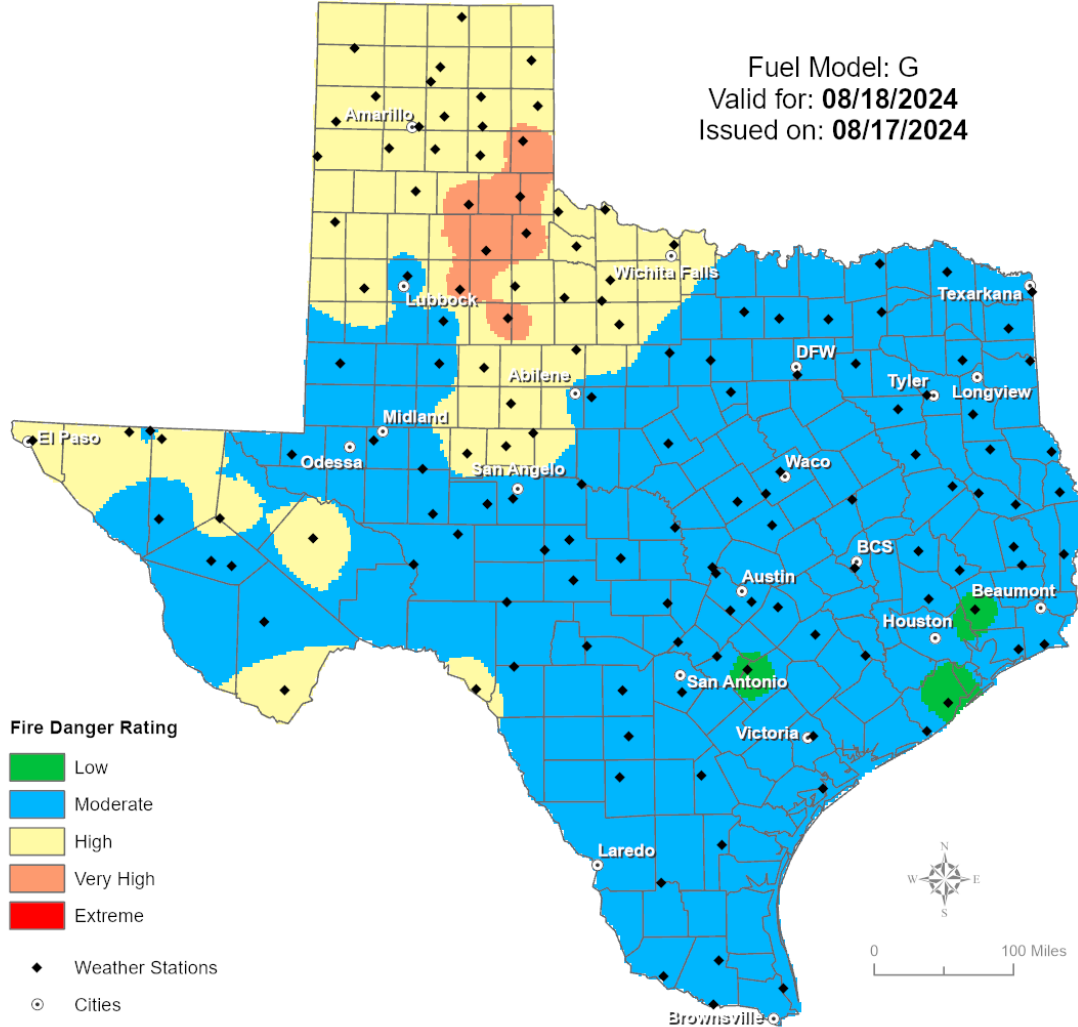 Fuel Model: G
Valid for: 08/18/2024
Issued on: 08/17/2024
Amarillo
Wichita Falls
Lubbock
Texarkana
DFW
Abilene
Tyler
Longview
Midland
El Paso
Odessa
San Angelo
Waco
BCS
Austin
Beaumont
Houston
San Antonio
Victoria
Laredo
Brownsville
Fire Danger Rating
Low
Moderate
High
Very High
Extreme
Weather Stations
Cities
N
W E
S
0 100 Miles